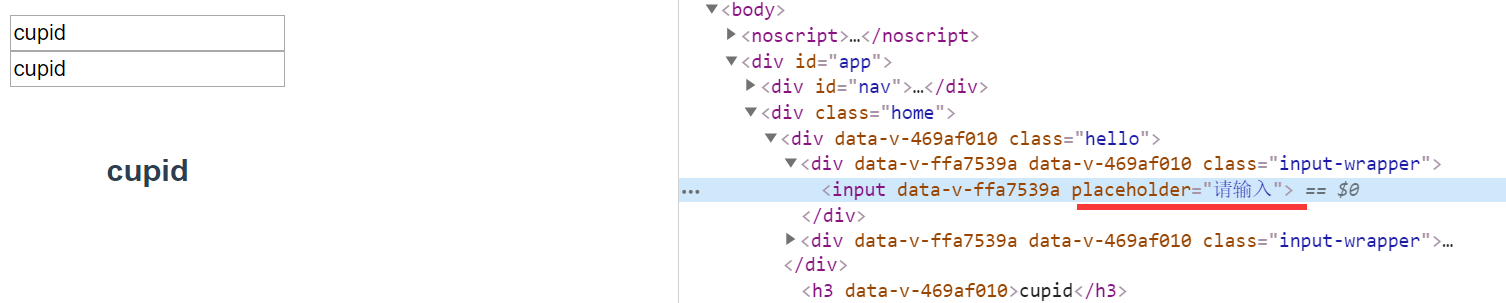 cupid
cupid
cupid
▼<body>
▶<noscript>…</noscript>
▼<div id="app">
▶<div id="nav">…</div>
▼<div class="home">
▼<div data-v-469af010 class="hello">
▼<div data-v-ffa7539a data-v-469af010 class="input-wrapper">
… <input data-v-ffa7539a placeholder="请输入"> == $0
</div>
▶<div data-v-ffa7539a data-v-469af010 class="input-wrapper">…
</div>
<h3 data-v-469af010>cupid</h3>